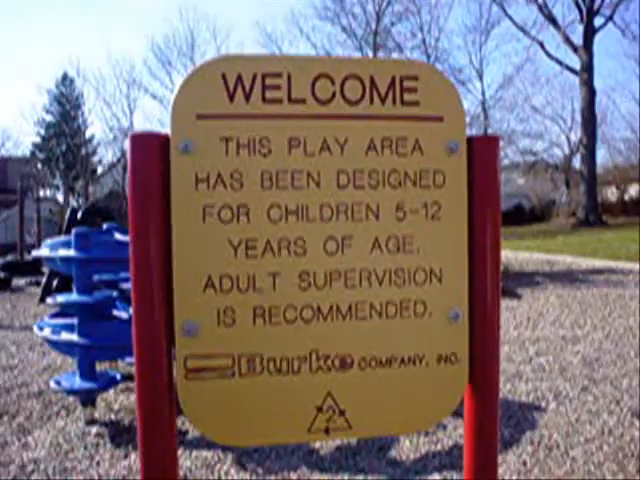 WELCOME
THIS PLAY AREA
HAS BEEN DESIGNED
FOR CHILDREN 5-12
YEARS OF AGE.
ADULT SUPERVISION
IS RECOMMENDED.
Burke COMPANY, INC.
2